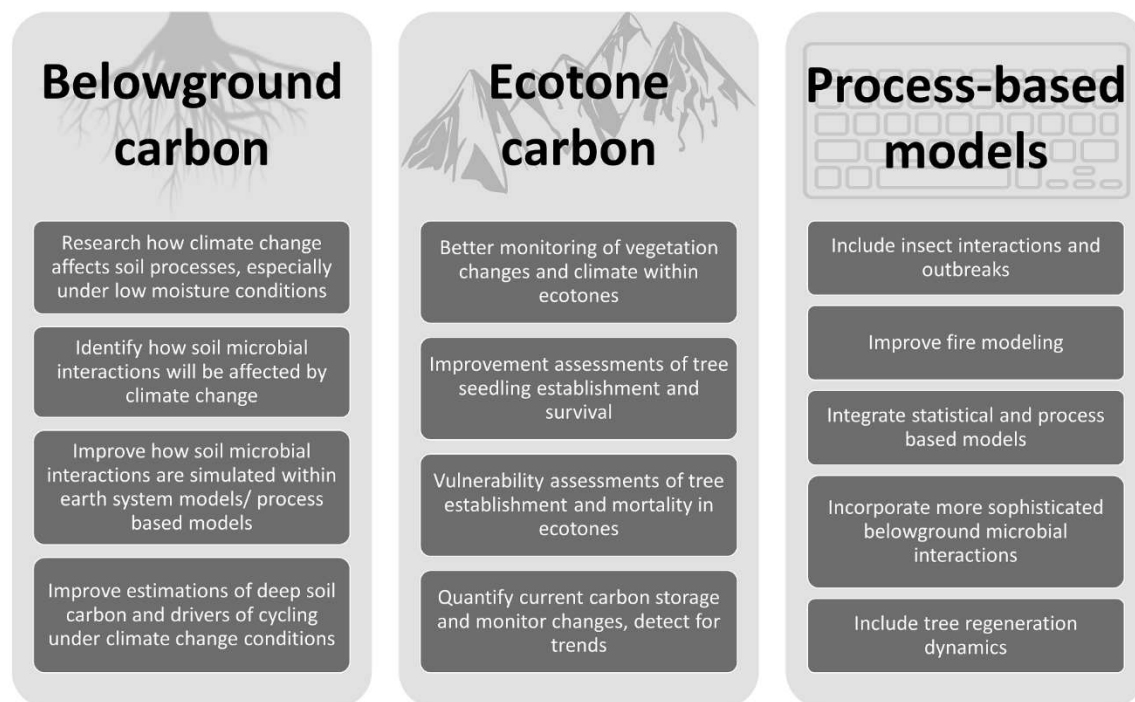 Belowground
carbon
Research how climate change
affects soil processes, especially
under low moisture conditions
Identify how soil microbial
interactions will be affected by
climate change
Improve how soil microbial
interactions are simulated within
earth system models/ process
based models
Improve estimations of deep soil
carbon and drivers of cycling
under climate change conditions
Ecotone
carbon
Better monitoring of vegetation
changes and climate within
ecotones
Improvement assessments of tree
seedling establishment and
survival
Vulnerability assessments of tree
establishment and mortality in
ecotones
Quantify current carbon storage
and monitor changes, detect for
trends
Process-based
models
Include insect interactions and
outbreaks
Improve fire modeling
Integrate statistical and process
based models
Incorporate more sophisticated
belowground microbial
interactions
Include tree regeneration
dynamics